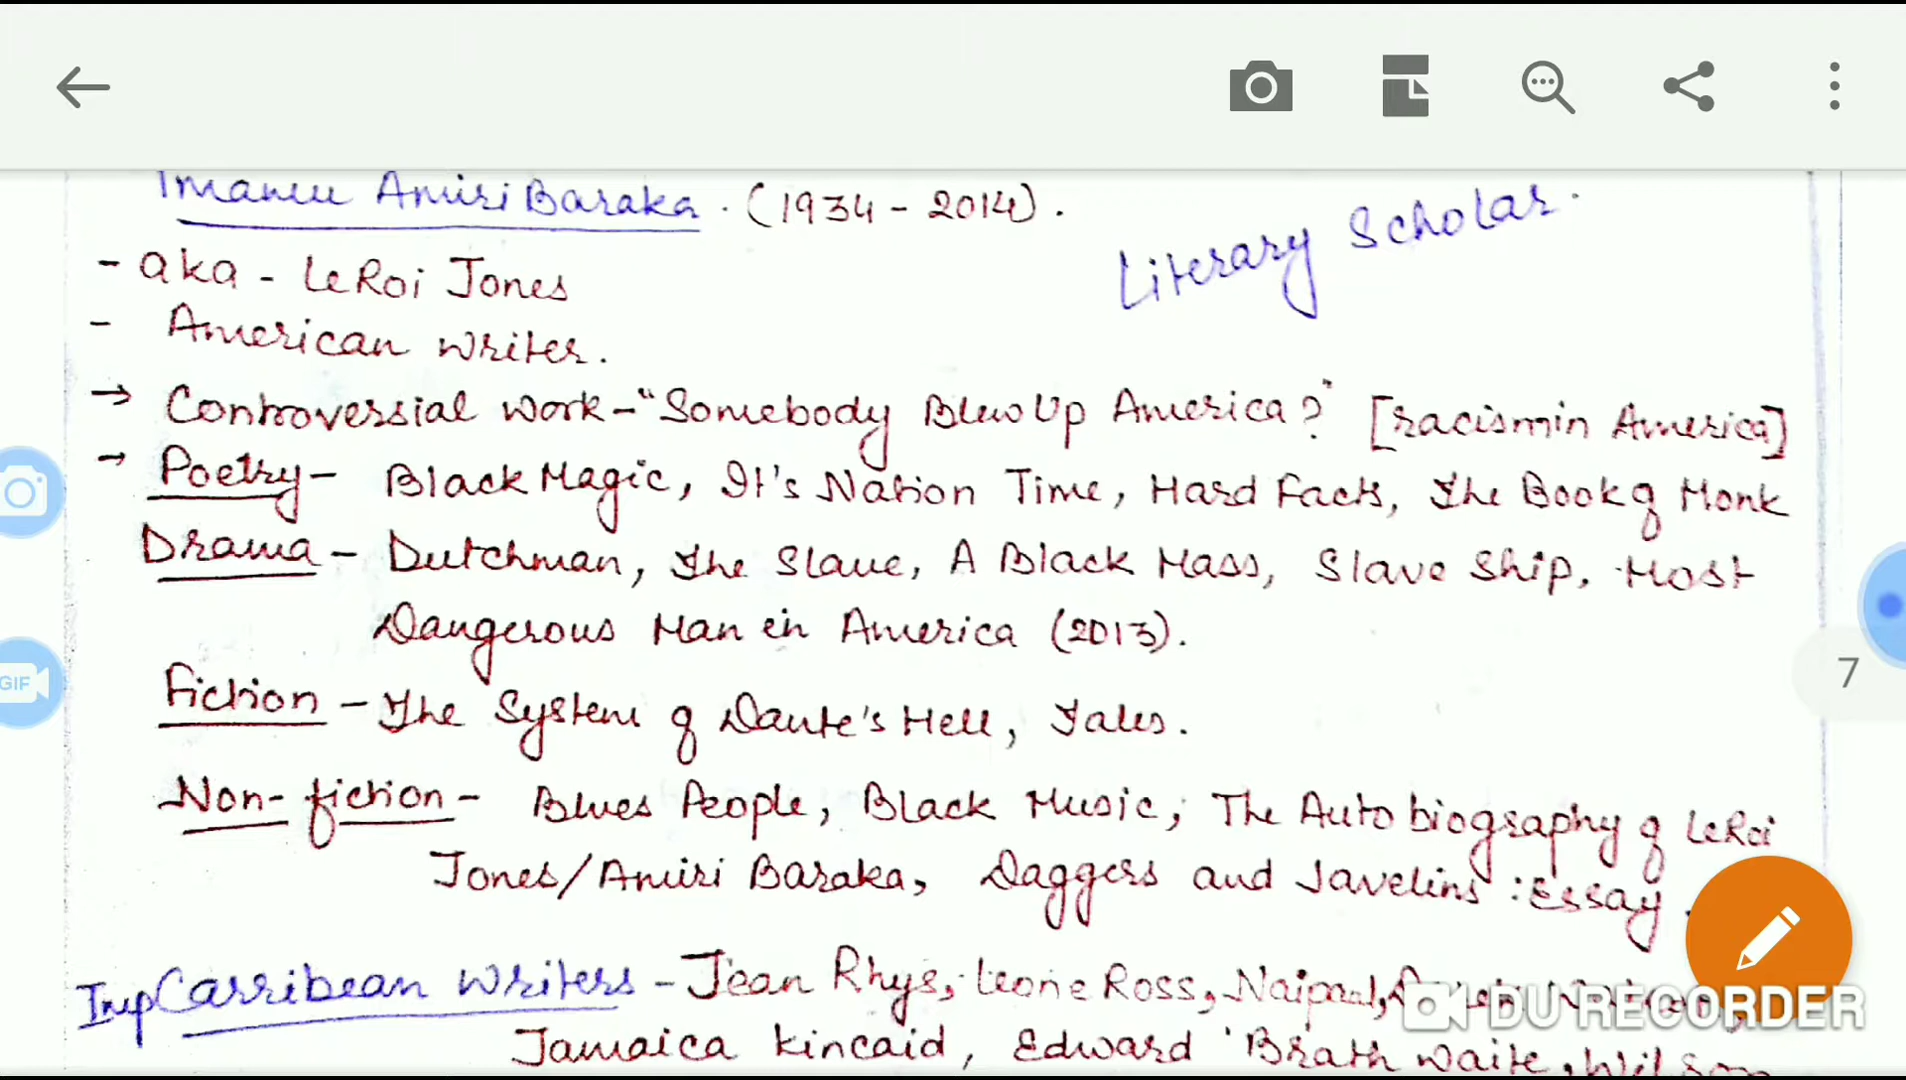 Imamu Amiri Baraka. (1934 - 2014).
Literary Scholar.
- aka - LeRoi Jones
- American writer.
→ Controversial work - "Somebody Blew Up America?" [racism in America]
→ Poetry - Black Magic, It's Nation Time, Hard Facts, The Book of Monk
Drama - Dutchman, The Slave, A Black Mass, Slave Ship, Most
Dangerous Man in America (2013).
7
Fiction - The System of Dante's Hell, Tales.
GIF
Non-fiction - Blues People, Black Music, The Autobiography of LeRoi
Jones/Amiri Baraka, Daggers and Javelins : Essay.
Imp Carribean Writers - Jean Rhys, Leone Ross, Naipaul,
DU RECORDER
Jamaica Kincaid, Edward Brathwaite, Wilson